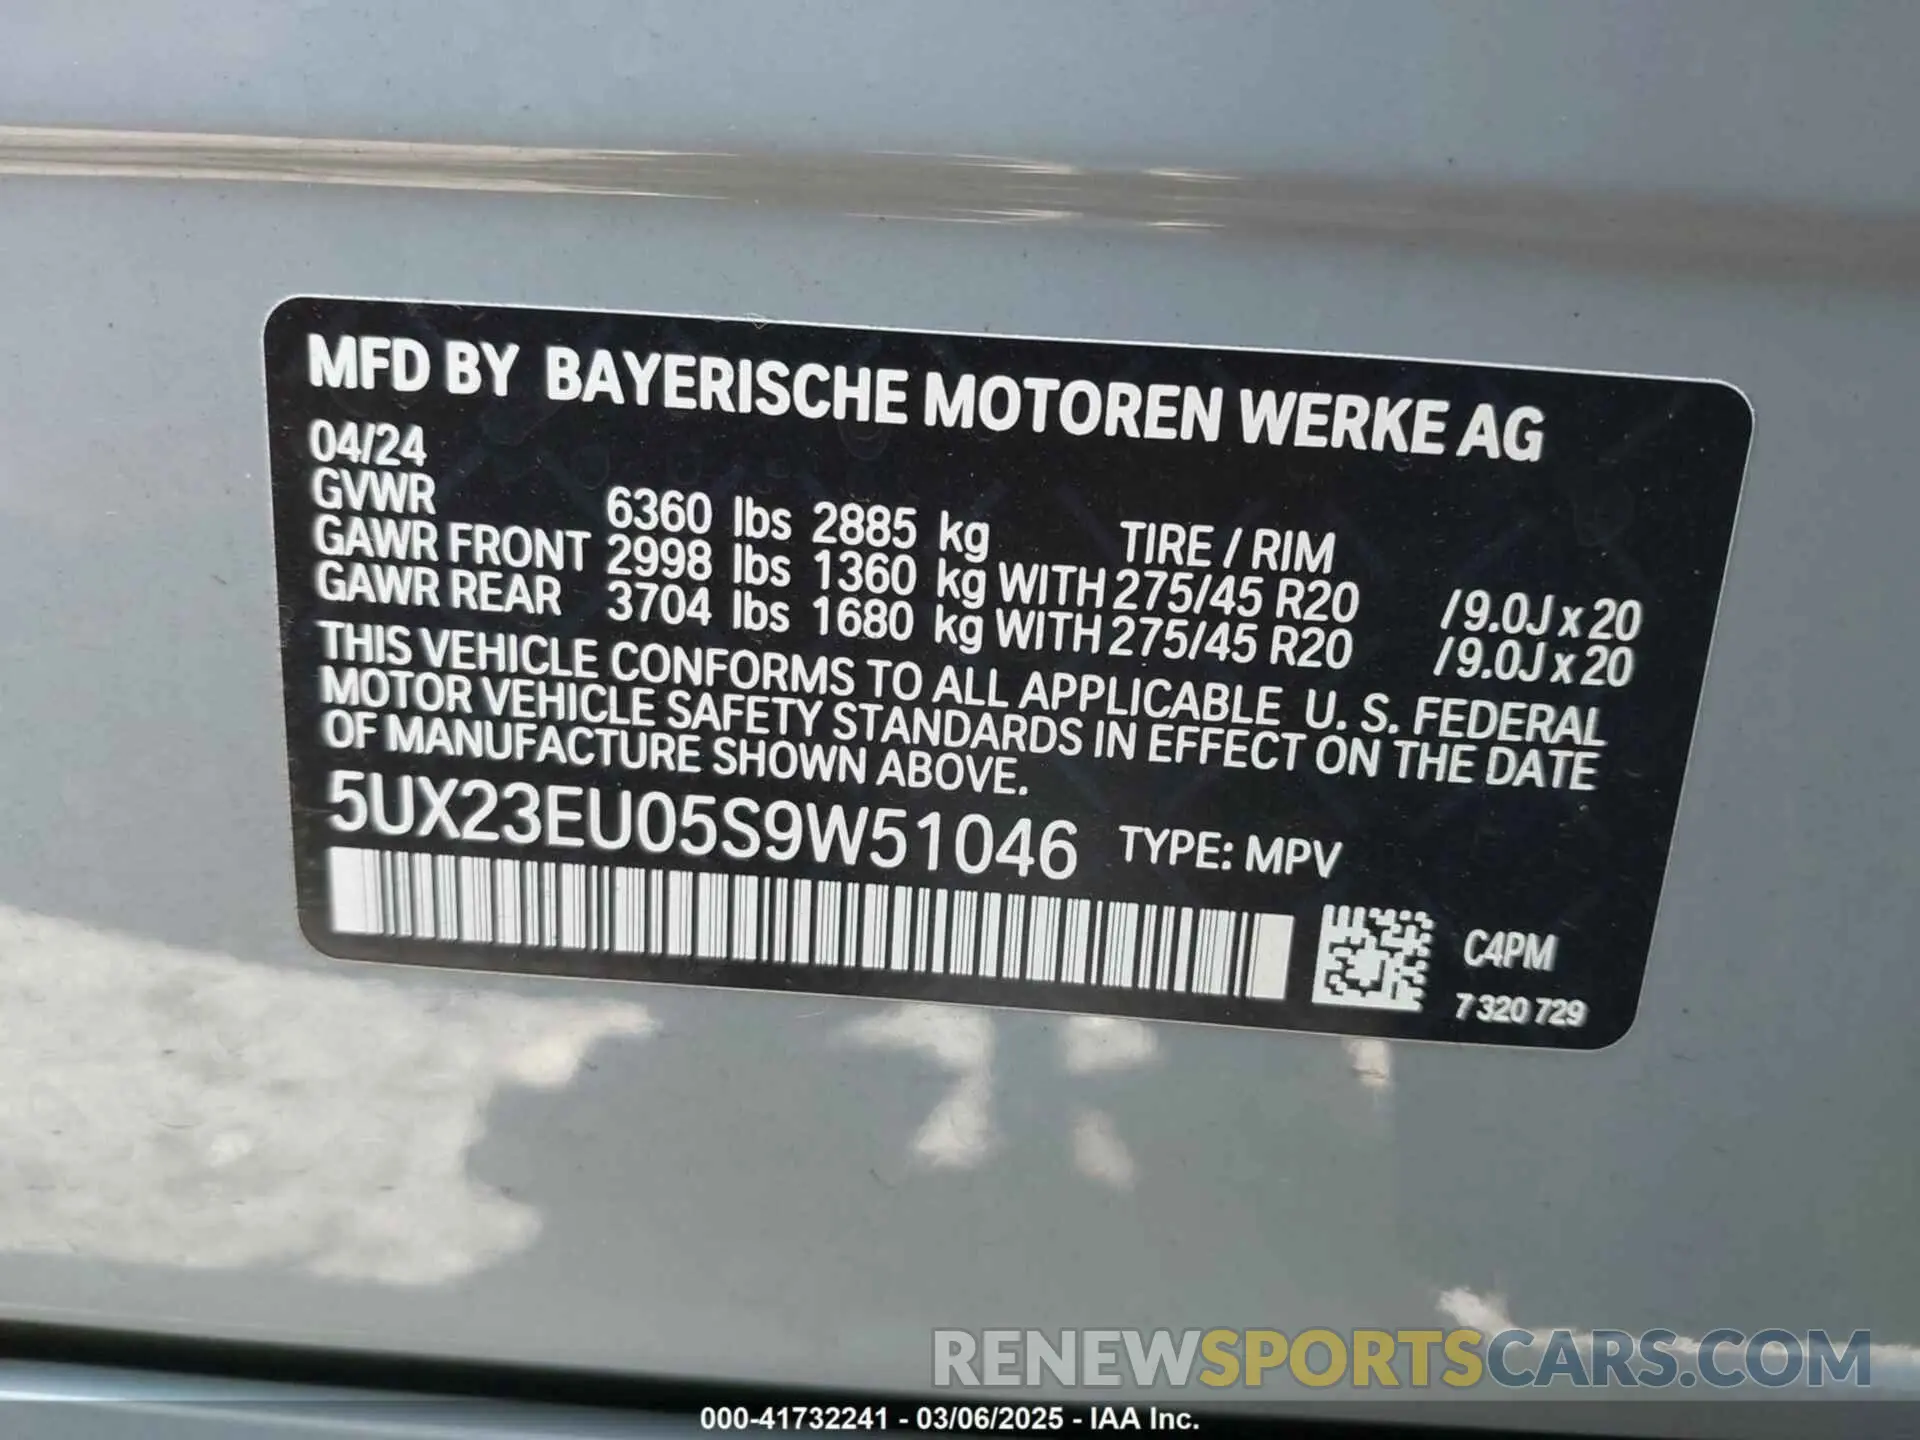 MFD BY BAYERISCHE MOTOREN WERKE AG
04/24
GVWR 6360 lbs 2885 kg TIRE / RIM
GAWR FRONT 2998 lbs 1360 kg WITH 275/45 R20 /9.0J x 20
GAWR REAR 3704 lbs 1680 kg WITH 275/45 R20 /9.0J x 20
THIS VEHICLE CONFORMS TO ALL APPLICABLE U. S. FEDERAL
MOTOR VEHICLE SAFETY STANDARDS IN EFFECT ON THE DATE
OF MANUFACTURE SHOWN ABOVE.
5UX23EU05S9W51046 TYPE: MPV
C4PM
7 320 729
RENEWSPORTSCARS.COM
000-41732241 - 03/06/2025 - IAA Inc.